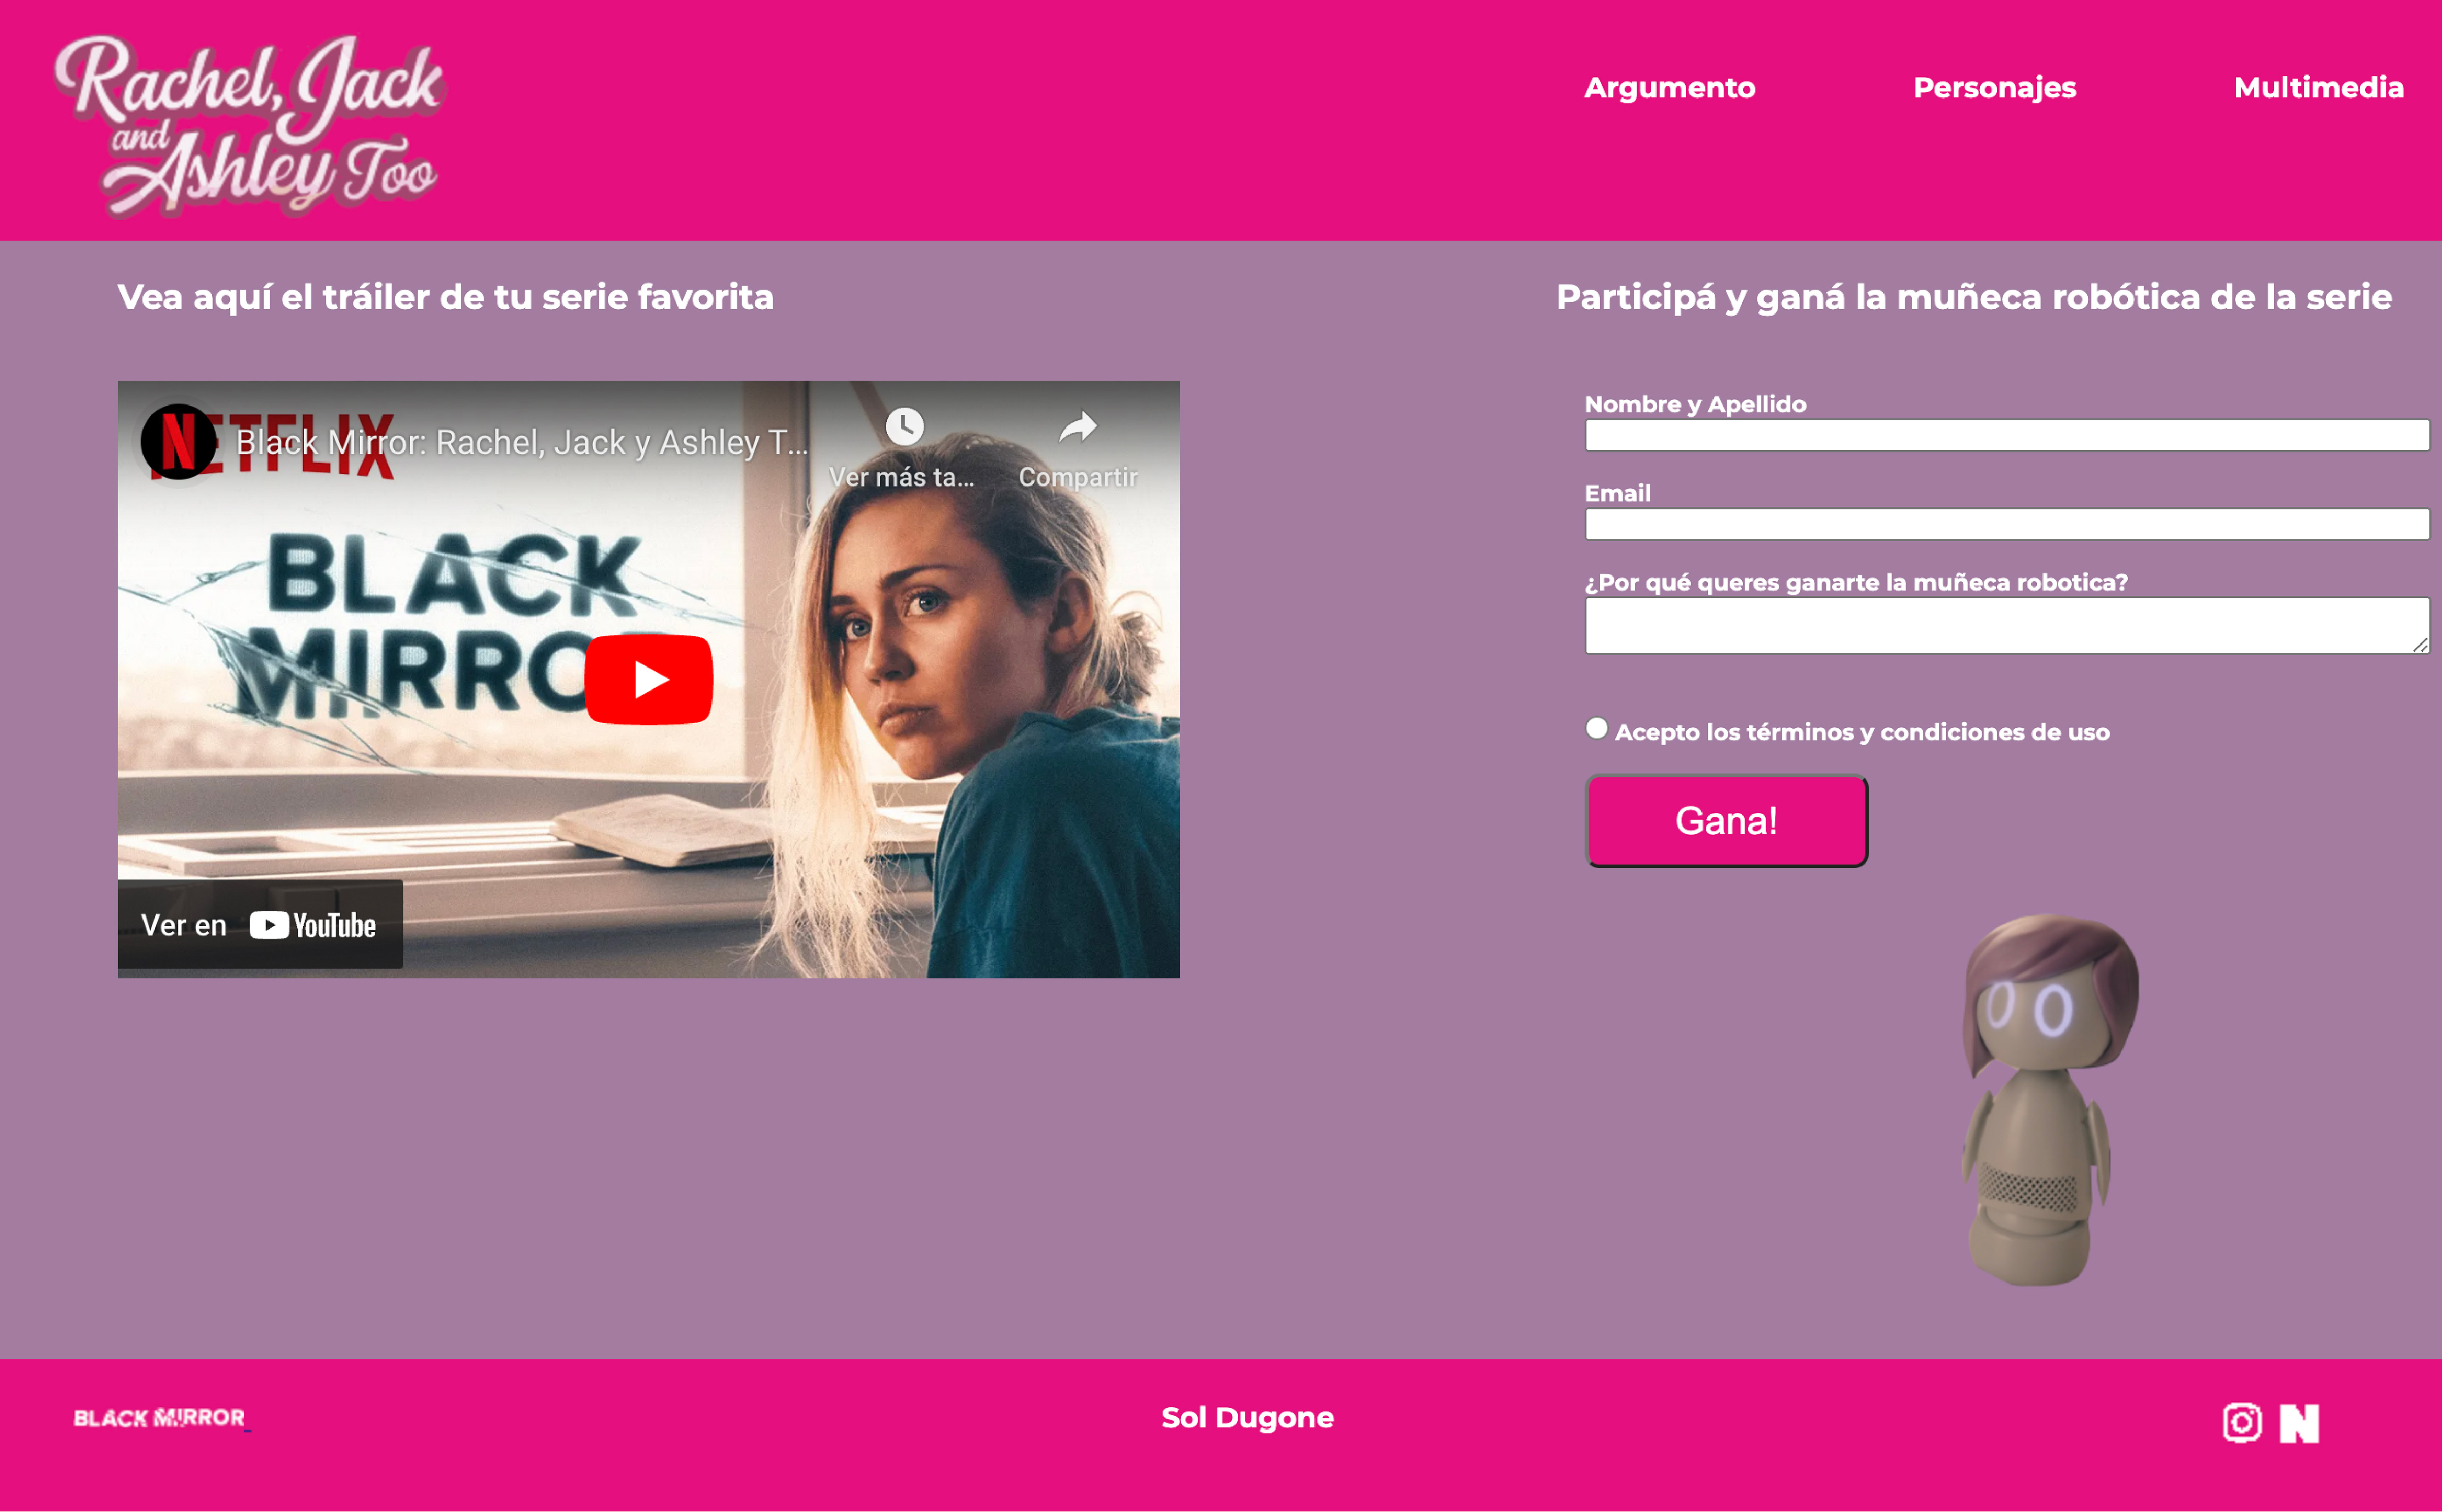 Rachel, Jack
and
Ashley Too
Argumento
Personajes
Multimedia
Vea aquí el tráiler de tu serie favorita
Participá y ganá la muñeca robótica de la serie
NETFLIX
Black Mirror: Rachel, Jack y Ashley T...
Ver más ta...
Compartir
BLACK
MIRRO
Ver en YouTube
Nombre y Apellido
Email
¿Por qué queres ganarte la muñeca robotica?
Acepto los términos y condiciones de uso
Gana!
BLACK MIRROR
Sol Dugone
N